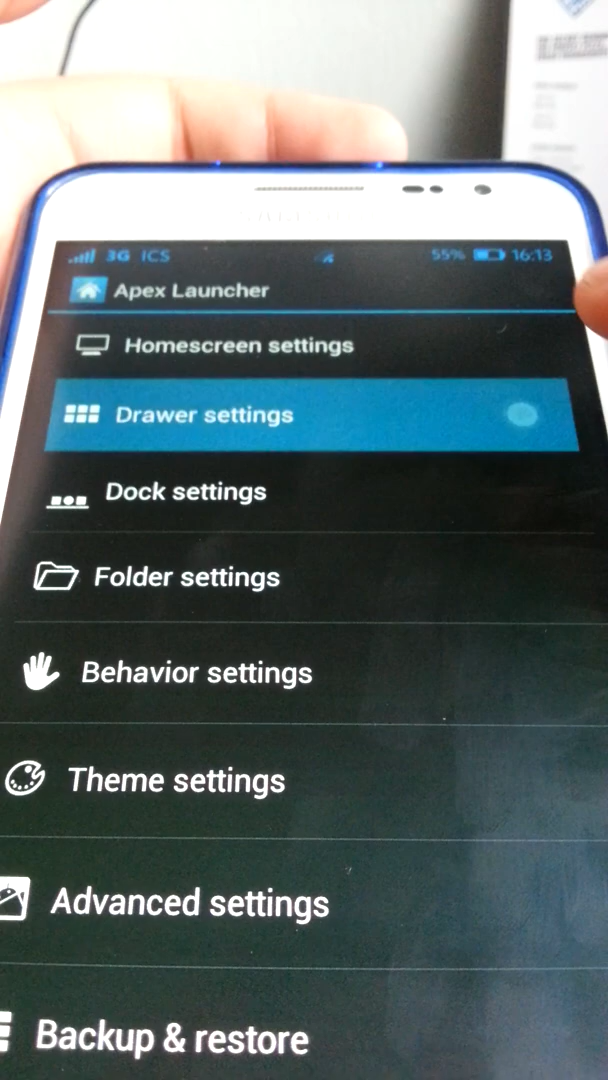 3G ICS 55% 16:13
Apex Launcher
Homescreen settings
Drawer settings
Dock settings
Folder settings
Behavior settings
Theme settings
Advanced settings
Backup & restore